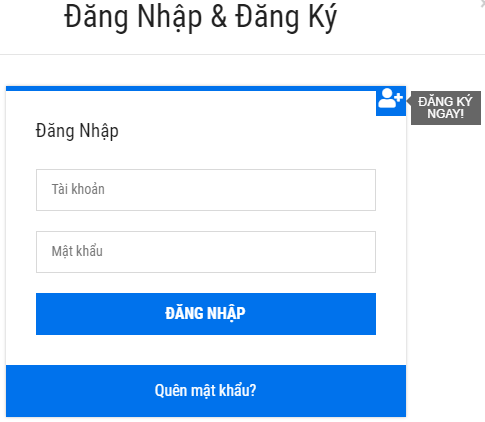 Đăng Nhập & Đăng Ký
ĐĂNG KÝ
NGAY!
Đăng Nhập
Tài khoản
Mật khẩu
ĐĂNG NHẬP
Quên mật khẩu?